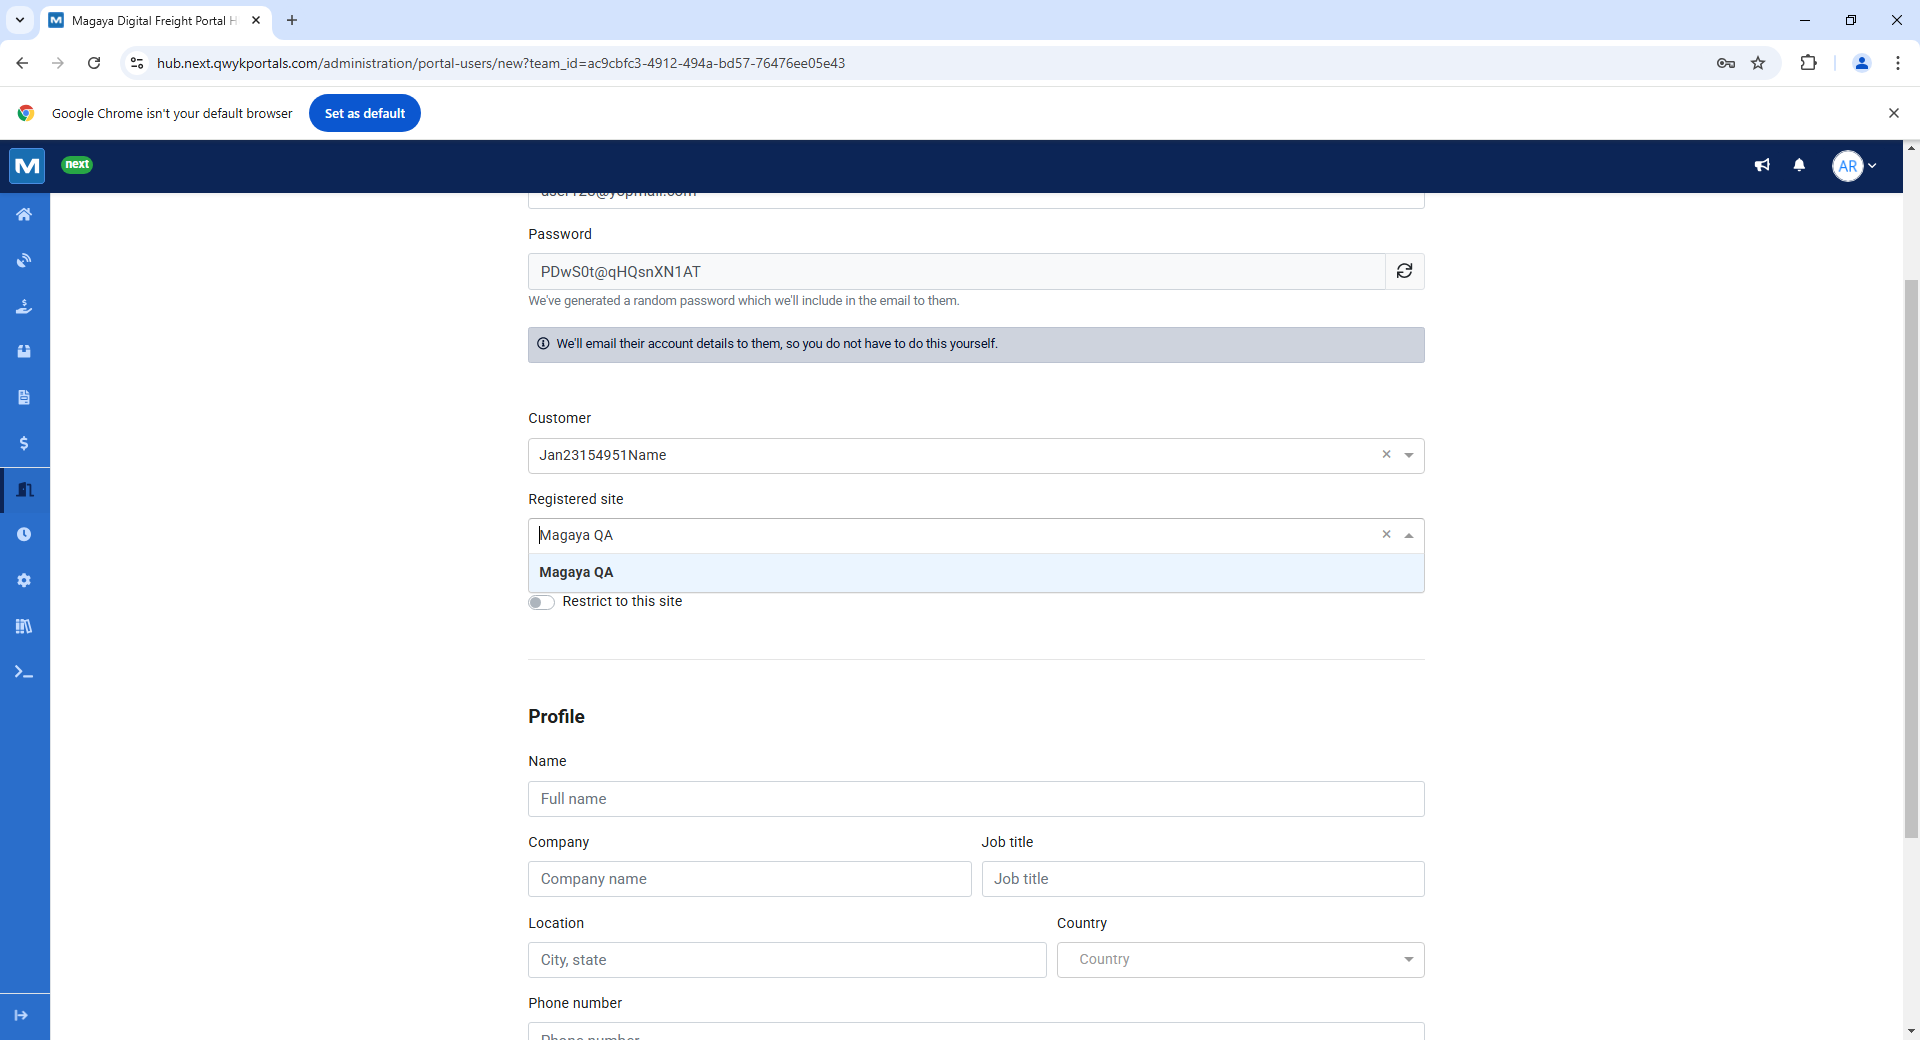 Magaya Digital Freight Portal H
hub.next.qwykportals.com/administration/portal-users/new?team_id=ac9cbfc3-4912-494a-bd57-76476ee05e43
Google Chrome isn't your default browser
Set as default
M
next
AR
Password
PDwS0t@qHQsnXN1AT
We've generated a random password which we'll include in the email to them.
We'll email their account details to them, so you do not have to do this yourself.
Customer
Jan23154951Name
Registered site
Magaya QA
Magaya QA
Restrict to this site
Profile
Name
Full name
Company
Job title
Company name
Job title
Location
Country
City, state
Country
Phone number
Phone number